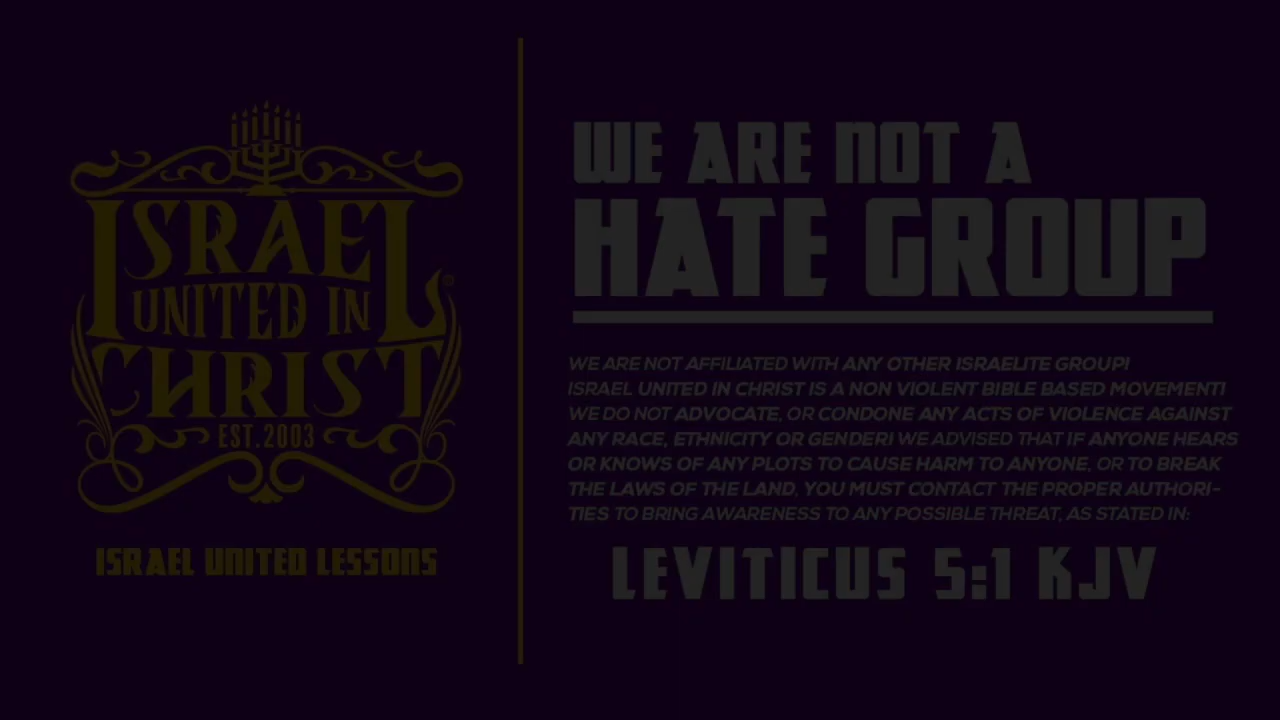 ISRAEL
UNITED IN
CHRIST
EST.2003
ISRAEL UNITED LESSONS
WE ARE NOT A
HATE GROUP
WE ARE NOT AFFILIATED WITH ANY OTHER ISRAELITE GROUP!
ISRAEL UNITED IN CHRIST IS A NON VIOLENT BIBLE BASED MOVEMENT!
WE DO NOT ADVOCATE, OR CONDONE ANY ACTS OF VIOLENCE AGAINST
ANY RACE, ETHNICITY OR GENDER! WE ADVISED THAT IF ANYONE HEARS
OR KNOWS OF ANY PLOTS TO CAUSE HARM TO ANYONE, OR TO BREAK
THE LAWS OF THE LAND, YOU MUST CONTACT THE PROPER AUTHORI-
TIES TO BRING AWARENESS TO ANY POSSIBLE THREAT, AS STATED IN:
LEVITICUS 5:1 KJV